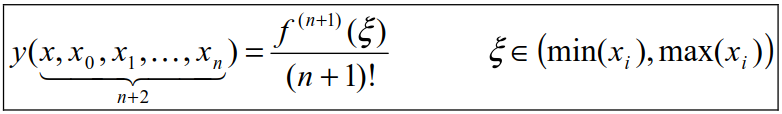 y(x, x₀, x₁, …, xₙ) = f⁽ⁿ⁺¹⁾(ξ) / (n + 1)!    ξ ∈ (min(xᵢ), max(xᵢ))
n+2